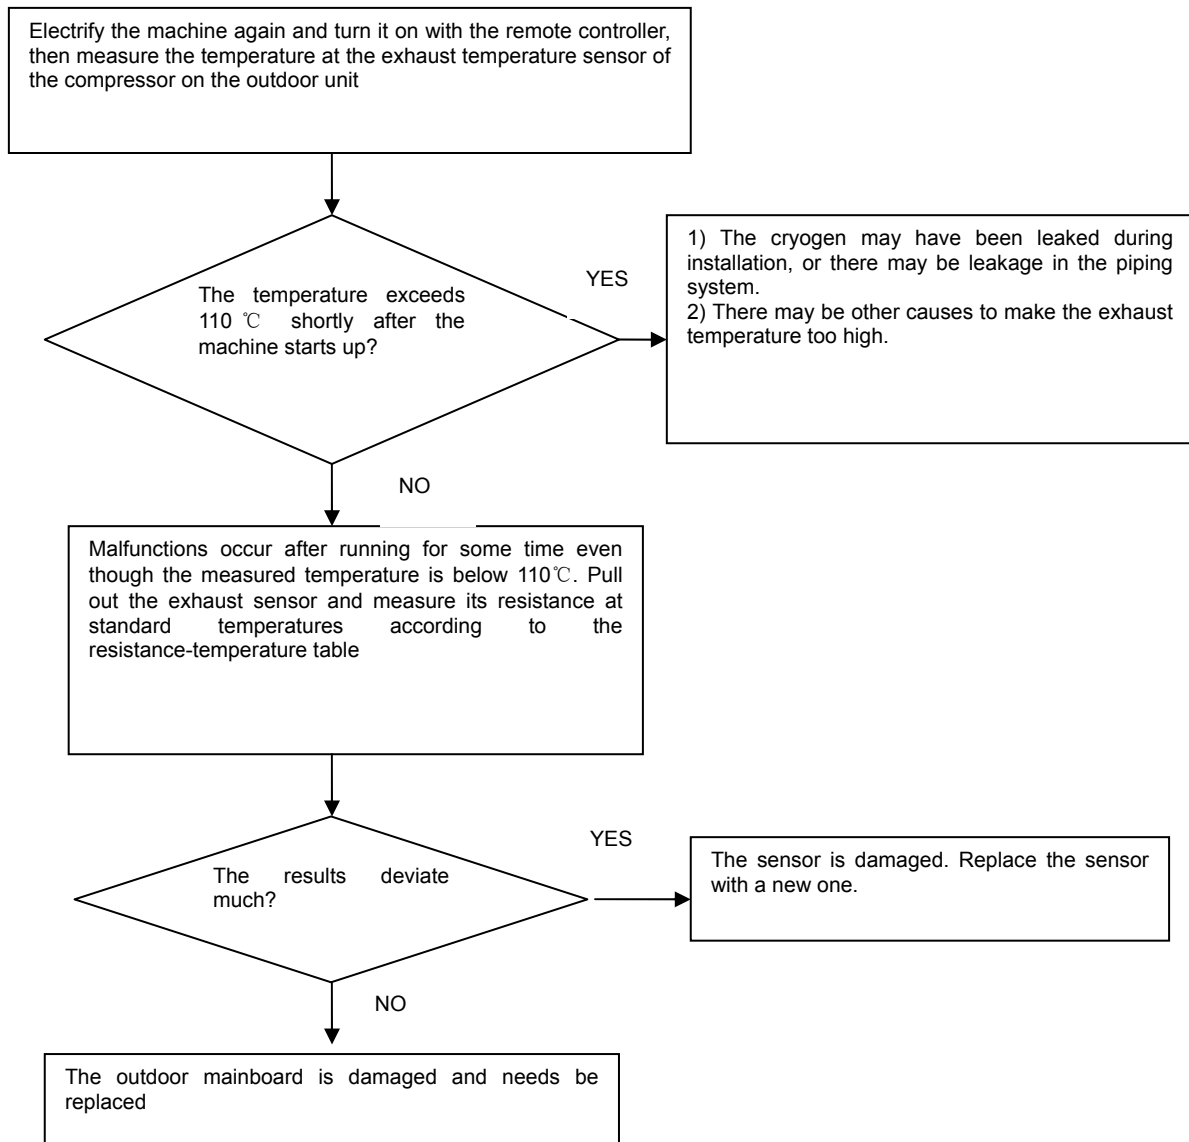 Electrify the machine again and turn it on with the remote controller,
then measure the temperature at the exhaust temperature sensor of
the compressor on the outdoor unit
The temperature exceeds
110 ℃ shortly after the
machine starts up?
YES
1) The cryogen may have been leaked during
installation, or there may be leakage in the piping
system.
2) There may be other causes to make the exhaust
temperature too high.
NO
Malfunctions occur after running for some time even
though the measured temperature is below 110℃. Pull
out the exhaust sensor and measure its resistance at
standard temperatures according to the
resistance-temperature table
The results deviate
much?
YES
The sensor is damaged. Replace the sensor
with a new one.
NO
The outdoor mainboard is damaged and needs be
replaced